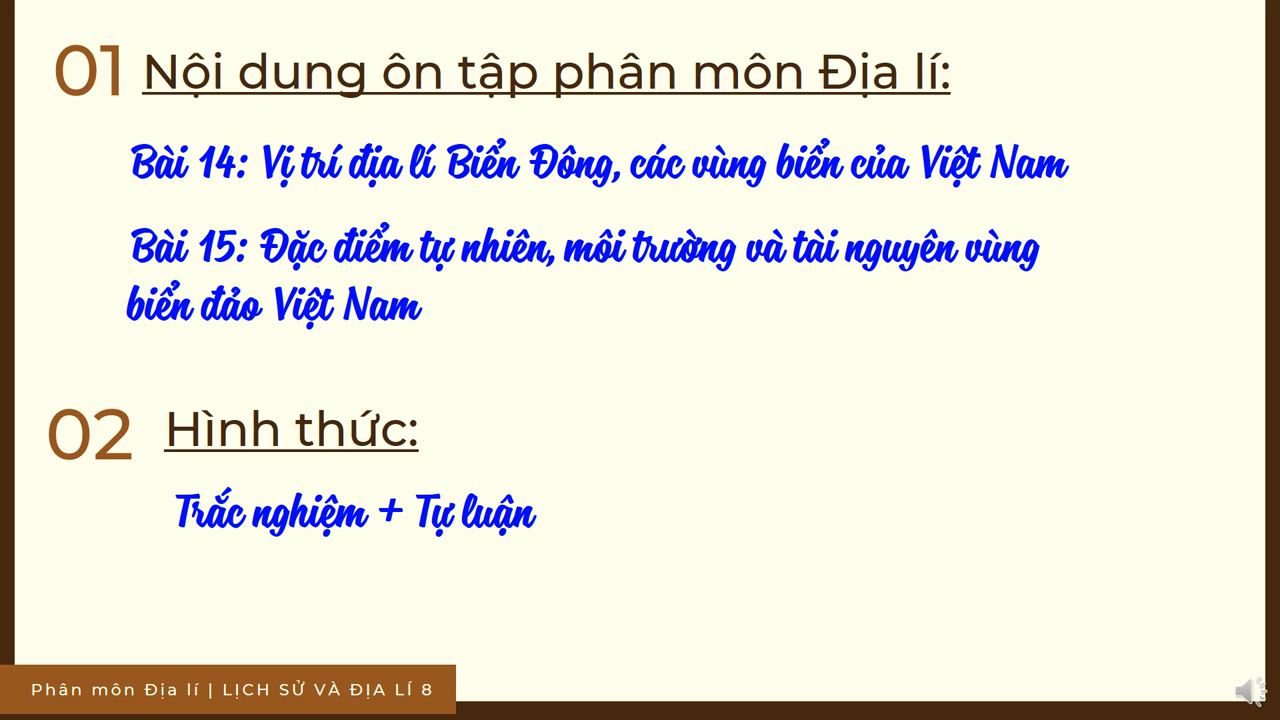 01 Nội dung ôn tập phân môn Địa lí:
Bài 14: Vị trí địa lí Biển Đông, các vùng biển của Việt Nam
Bài 15: Đặc điểm tự nhiên, môi trường và tài nguyên vùng
biển đảo Việt Nam
02 Hình thức:
Trắc nghiệm + Tự luận
Phân môn Địa lí | LỊCH SỬ VÀ ĐỊA LÍ 8